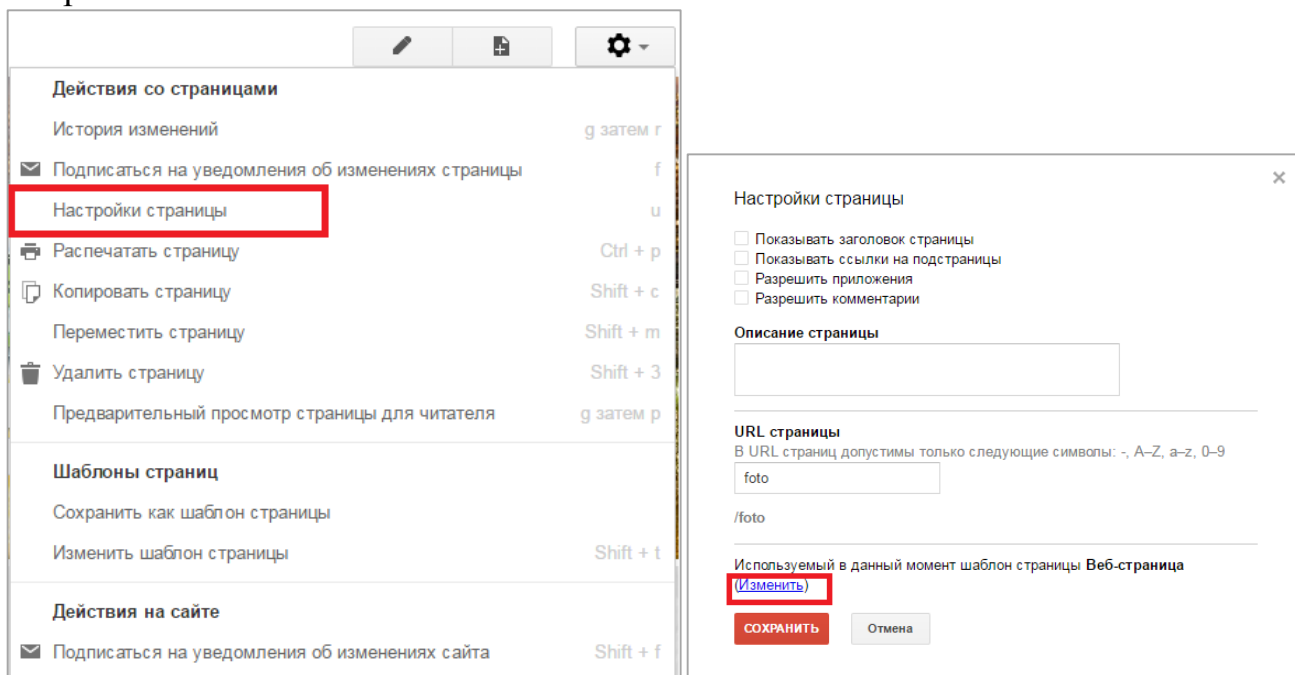 Действия со страницами
История изменений g затем r
Подписаться на уведомления об изменениях страницы f
Настройки страницы u
Распечатать страницу Ctrl + p
Копировать страницу Shift + c
Переместить страницу Shift + m
Удалить страницу Shift + 3
Предварительный просмотр страницы для читателя g затем p
Шаблоны страниц
Сохранить как шаблон страницы
Изменить шаблон страницы Shift + t
Действия на сайте
Подписаться на уведомления об изменениях сайта Shift + f
Настройки страницы
Показывать заголовок страницы
Показывать ссылки на подстраницы
Разрешить приложения
Разрешить комментарии
Описание страницы
URL страницы
В URL страниц допустимы только следующие символы: -, A–Z, a–z, 0–9
foto
/foto
Используемый в данный момент шаблон страницы Веб-страница
(Изменить)
СОХРАНИТЬ Отмена